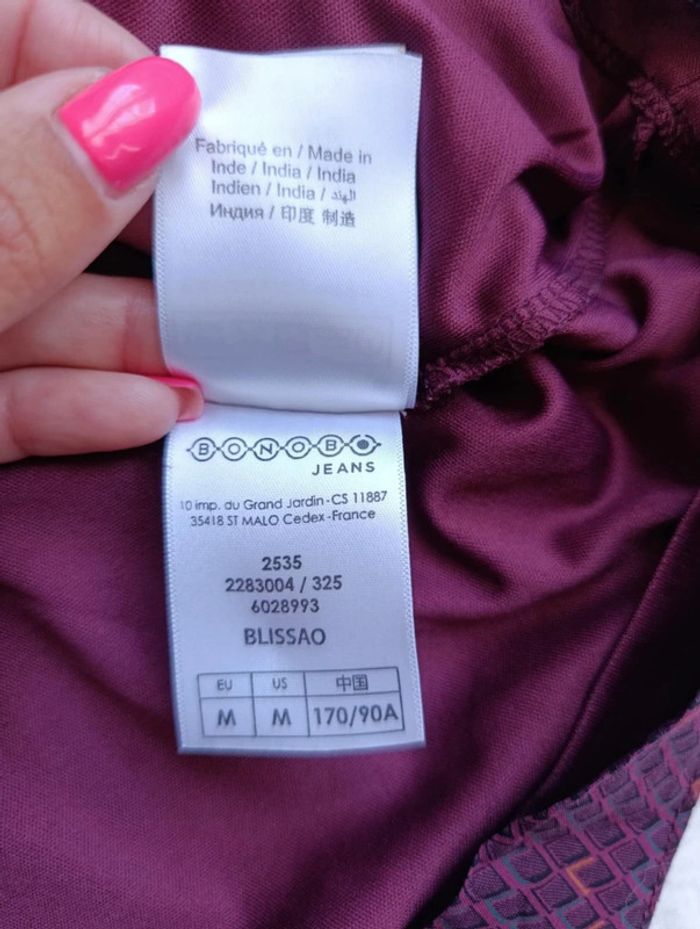 Fabriqué en / Made in
Inde / India / India
Indien / India / الهند
Индия / 印度 制造
BONOBO
JEANS
10 imp. du Grand Jardin-CS 11887
35418 ST MALO Cedex-France
2535
2283004 / 325
6028993
BLISSAO
EU US 中国
M M 170/90A